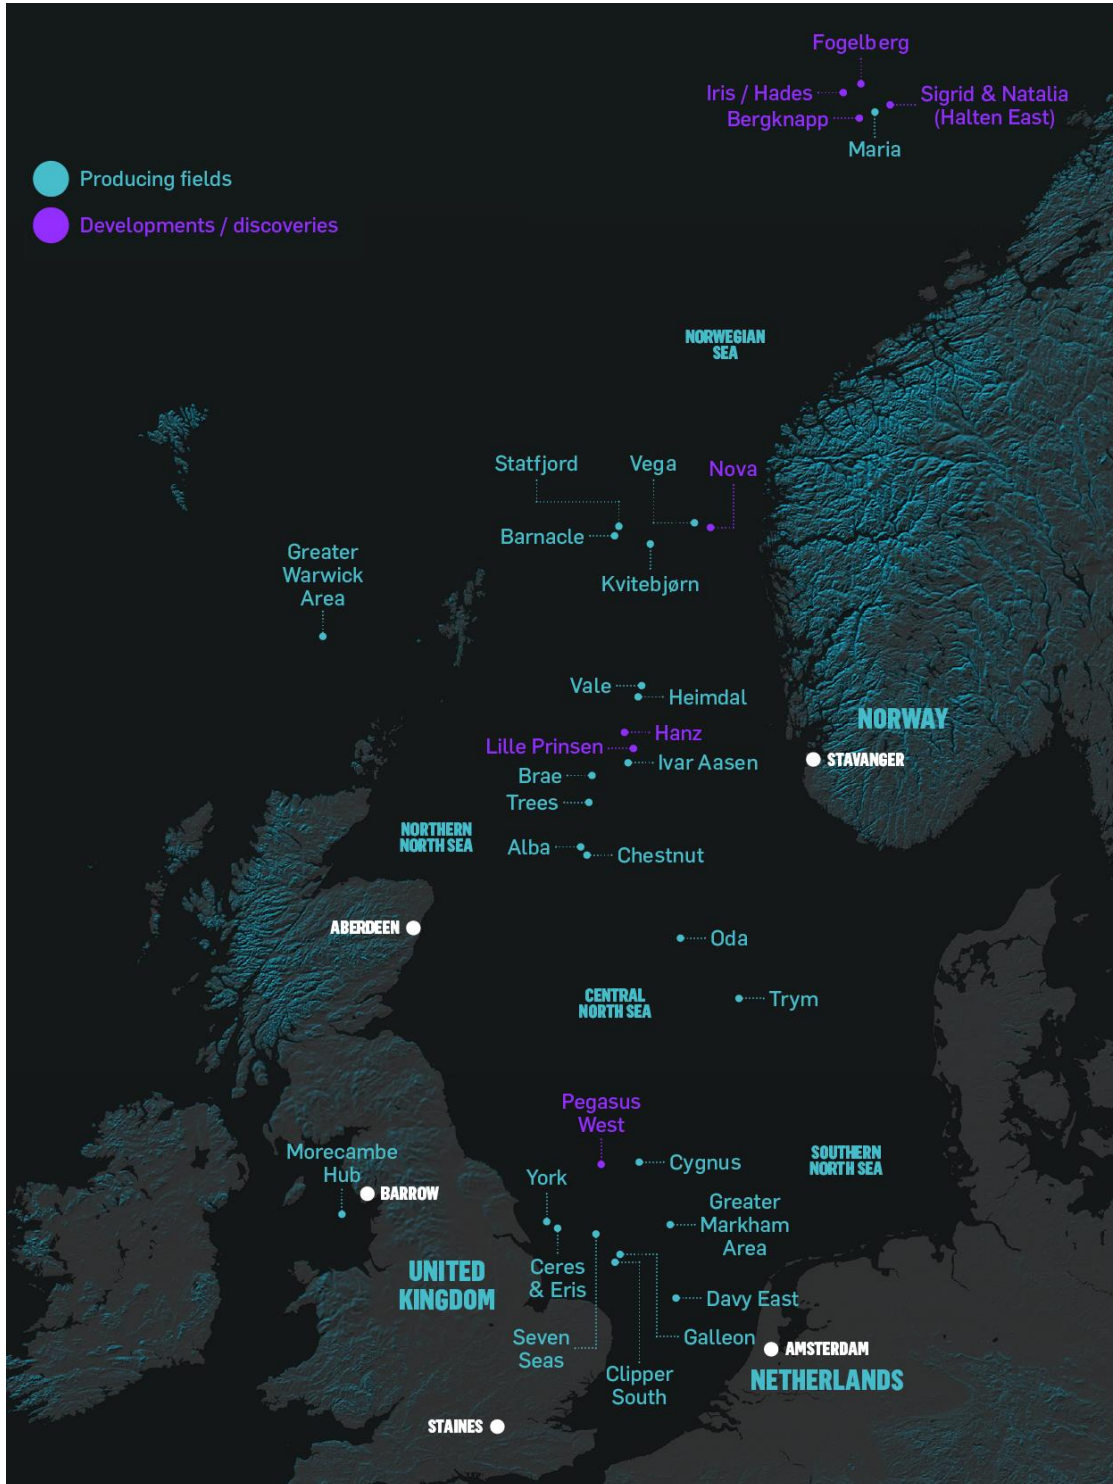 Fogelberg
Iris / Hades
Sigrid & Natalia
(Halten East)
Bergknapp
Maria
Producing fields
Developments / discoveries
NORWEGIAN
SEA
Statfjord
Vega
Nova
Barnacle
Kvitebjørn
Greater
Warwick
Area
Vale
Heimdal
NORWAY
Hanz
Lille Prinsen
Ivar Aasen
STAVANGER
Brae
Trees
NORTHERN
NORTH SEA
Alba
Chestnut
ABERDEEN
Oda
CENTRAL
NORTH SEA
Trym
Pegasus
West
Morecambe
Hub
BARROW
Cygnus
SOUTHERN
NORTH SEA
York
Greater
Markham
Area
Ceres
& Eris
UNITED
KINGDOM
Davy East
Seven
Seas
Galleon
AMSTERDAM
Clipper
South
NETHERLANDS
STAINES